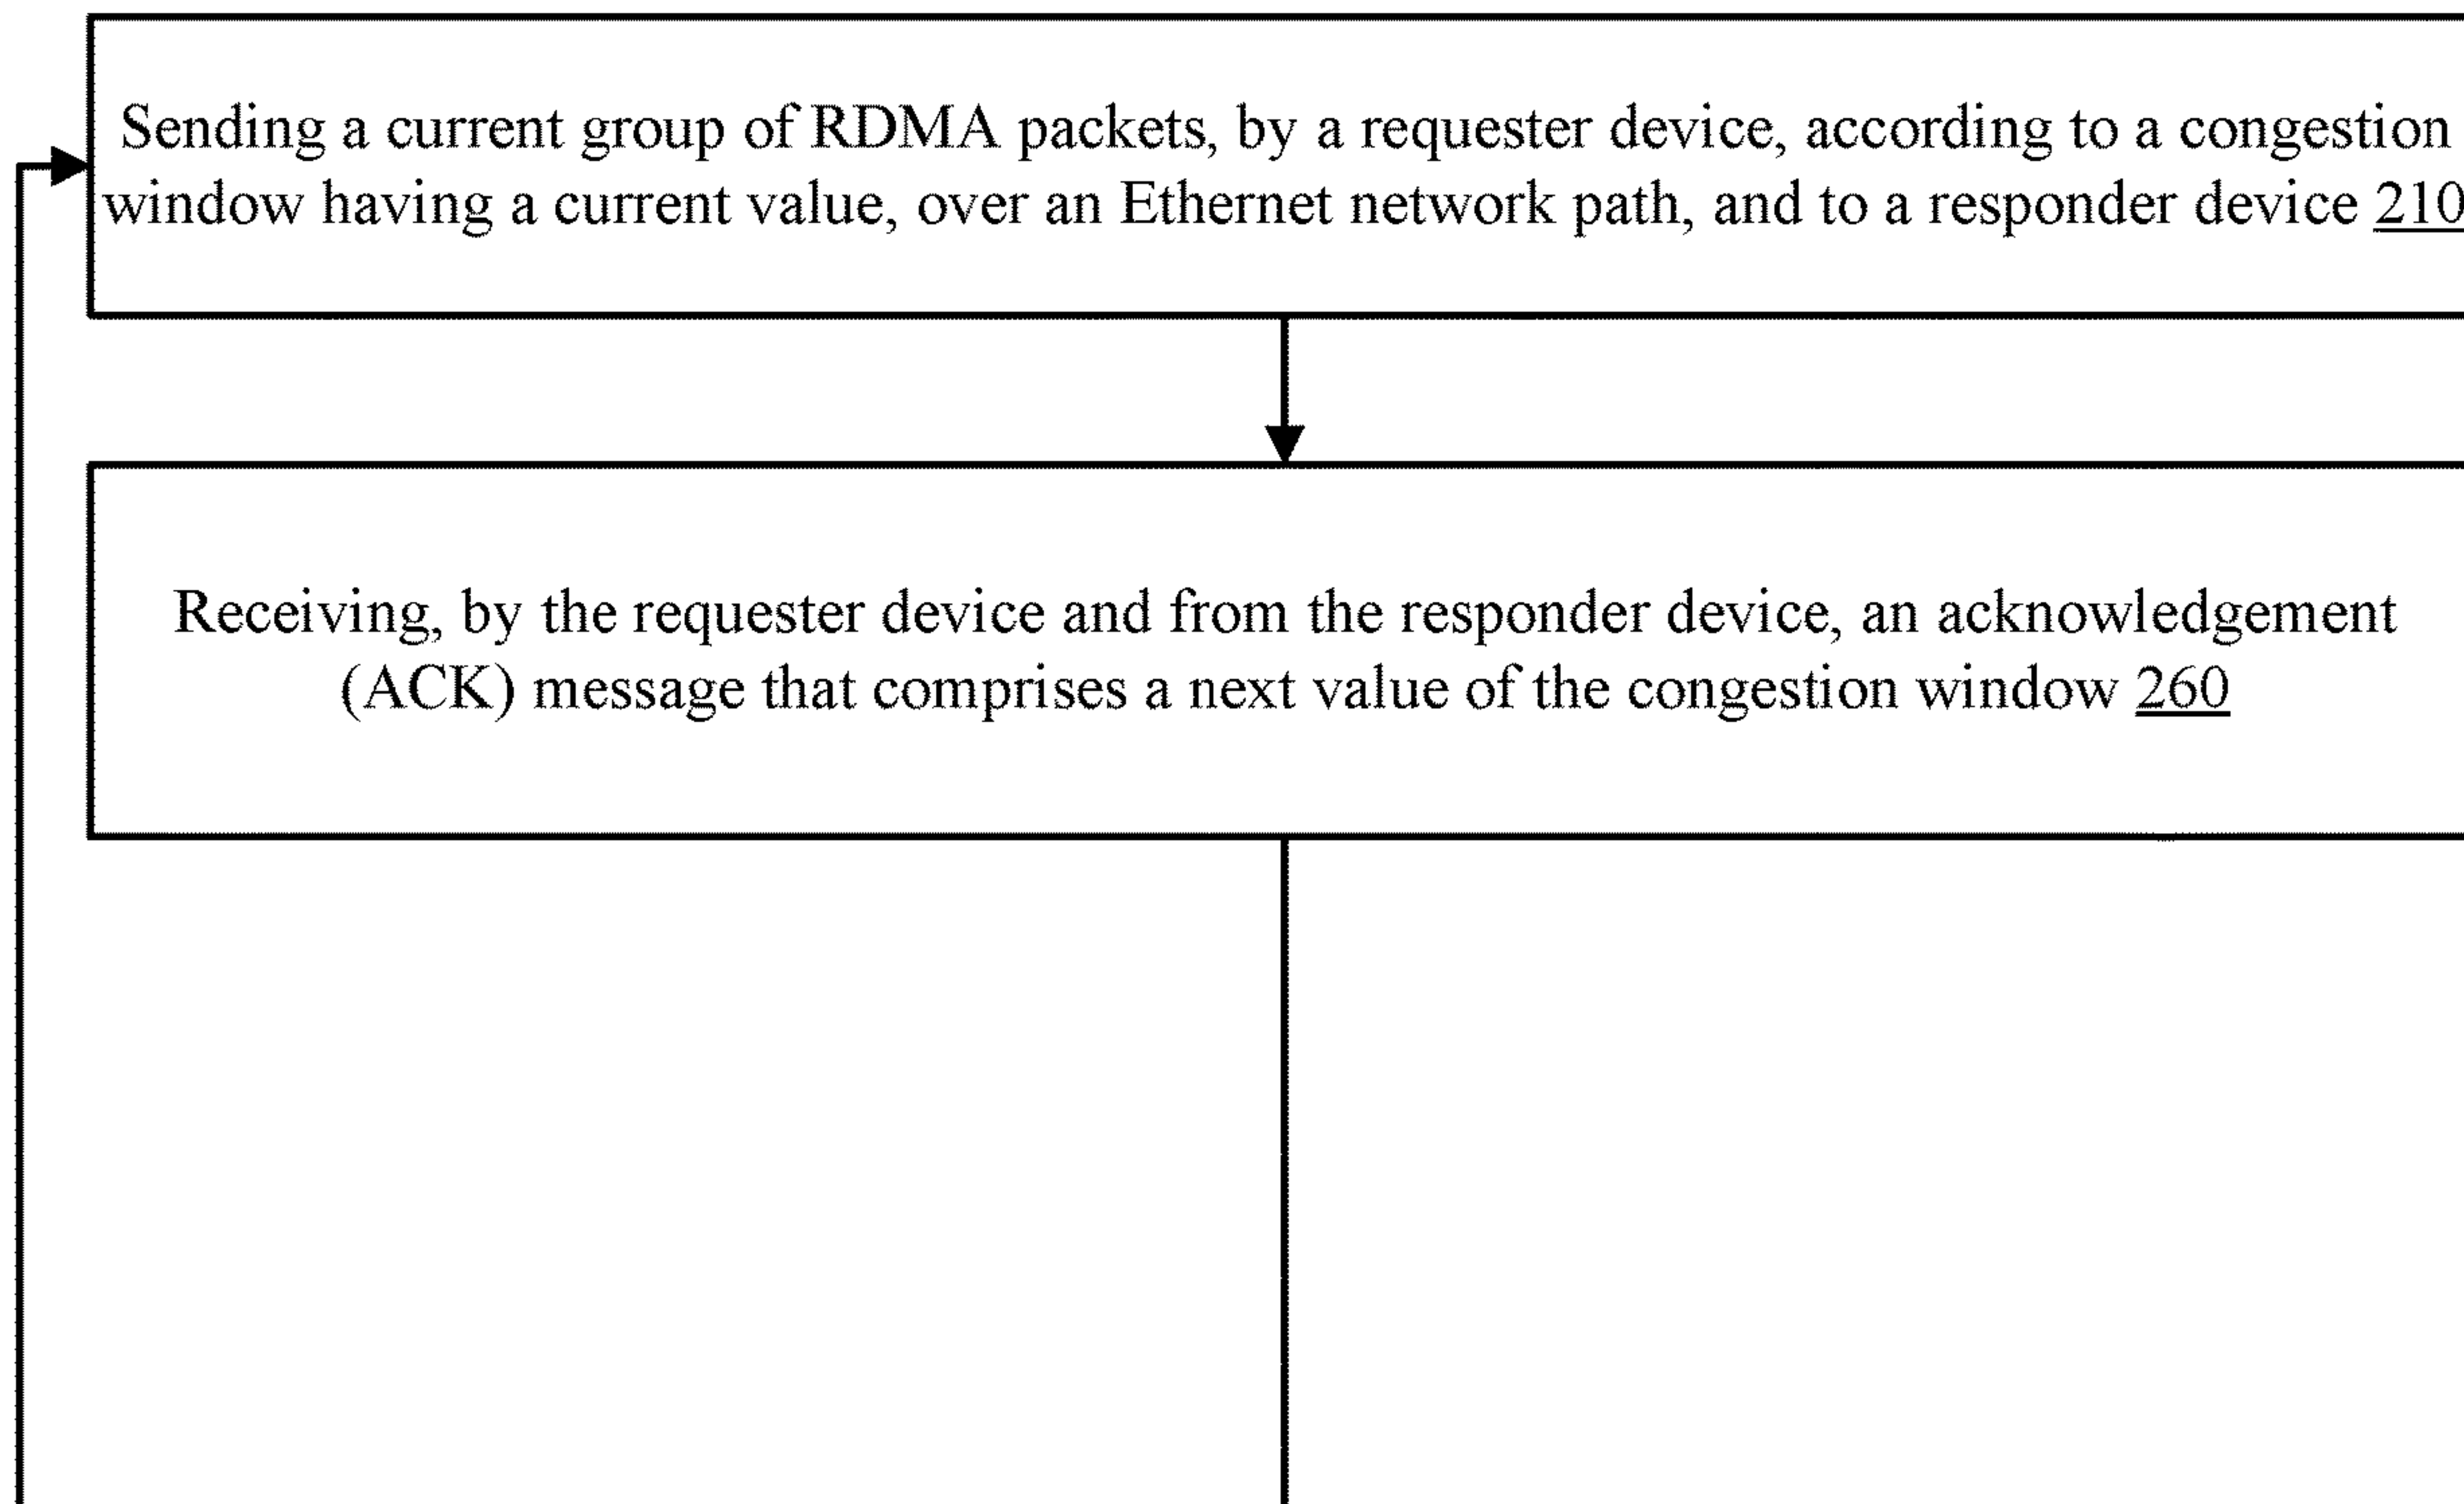 Sending a current group of RDMA packets, by a requester device, according to a congestion
window having a current value, over an Ethernet network path, and to a responder device 210
Receiving, by the requester device and from the responder device, an acknowledgement
(ACK) message that comprises a next value of the congestion window 260